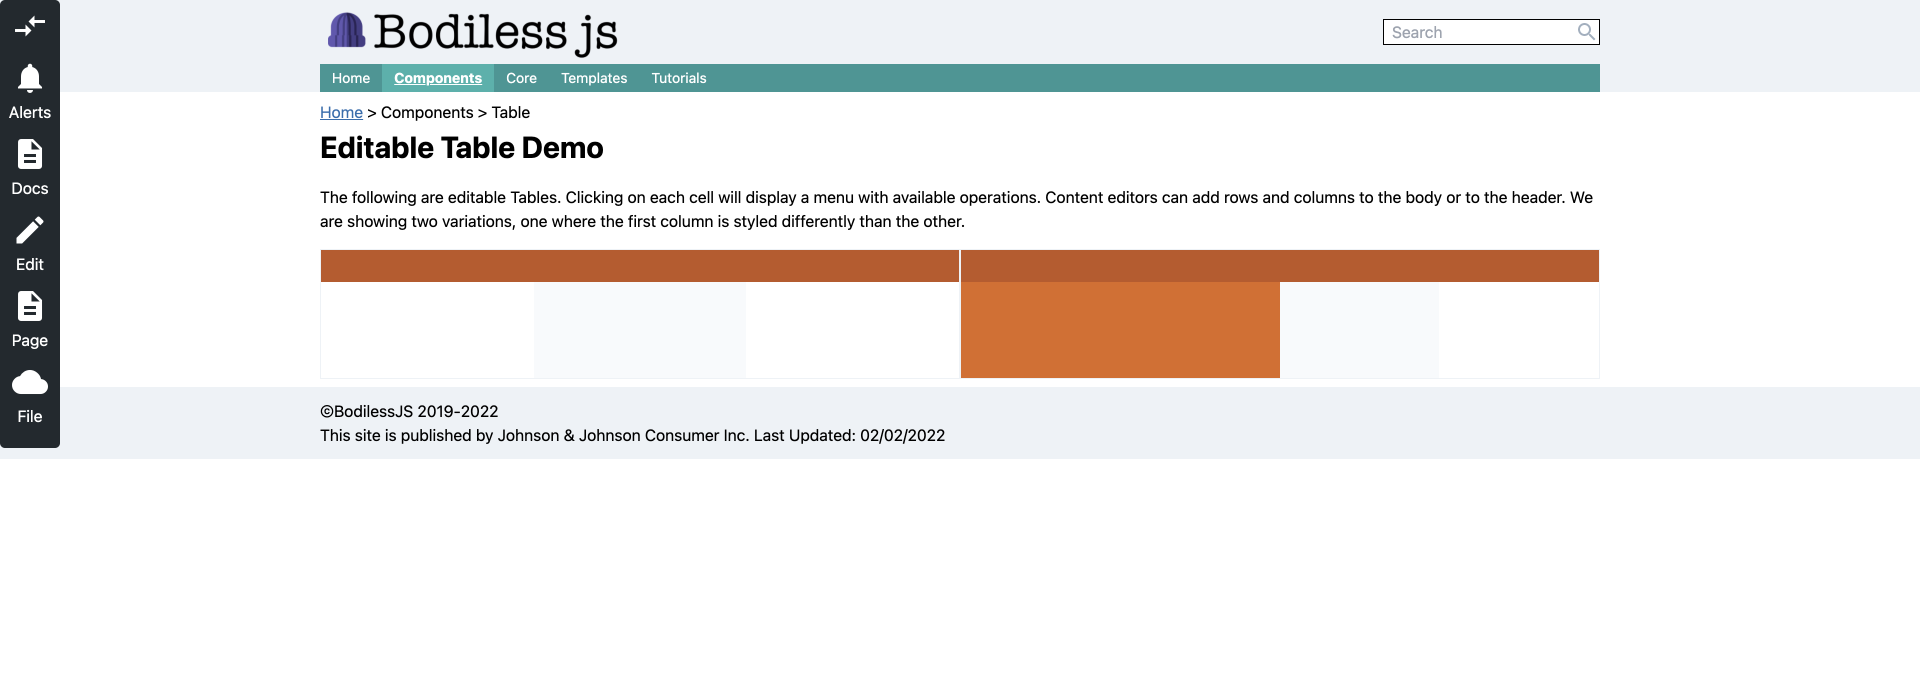 Bodiless js
Search
Home Components Core Templates Tutorials
Alerts
Docs
Edit
Page
File
Home > Components > Table
Editable Table Demo
The following are editable Tables. Clicking on each cell will display a menu with available operations. Content editors can add rows and columns to the body or to the header. We
are showing two variations, one where the first column is styled differently than the other.
©BodilessJS 2019-2022
This site is published by Johnson & Johnson Consumer Inc. Last Updated: 02/02/2022